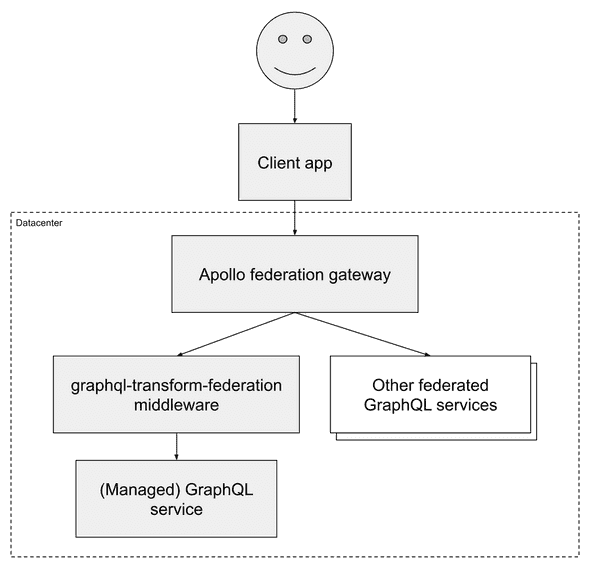 Client app
Datacenter
Apollo federation gateway
graphql-transform-federation
middleware
Other federated
GraphQL services
(Managed) GraphQL
service